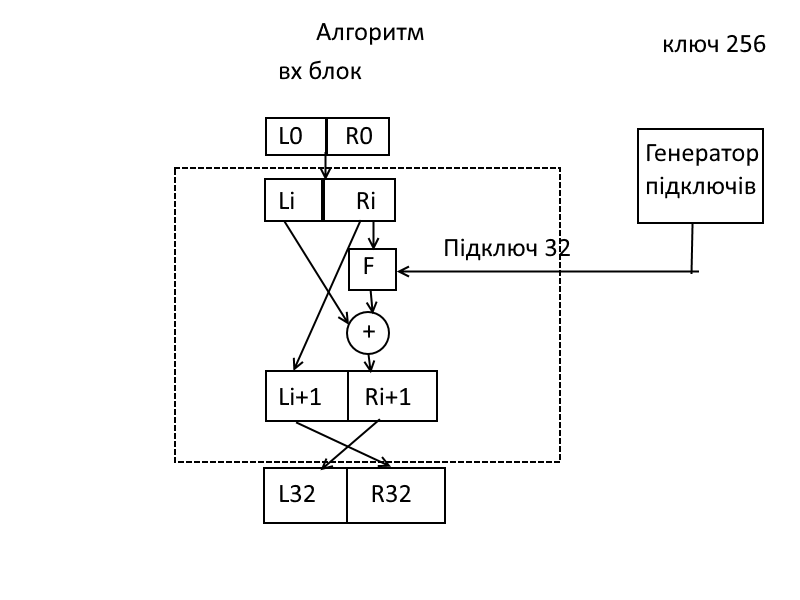 Алгоритм
ключ 256
вх блок
L0 R0
Генератор
підключів
Li Ri
Підключ 32
F
+
Li+1 Ri+1
L32 R32